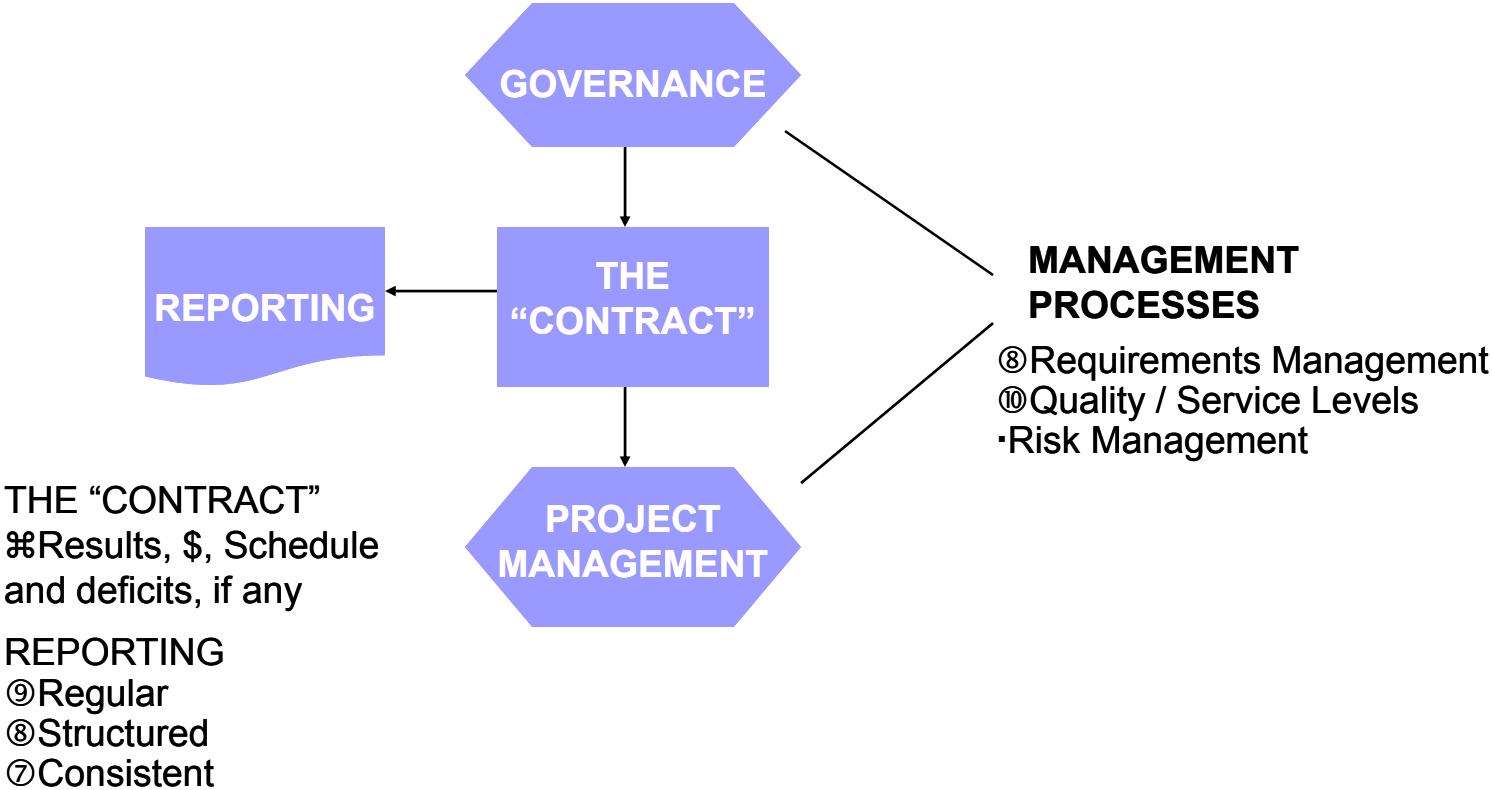 GOVERNANCE
THE
“CONTRACT”
REPORTING
MANAGEMENT
PROCESSES
⑧Requirements Management
⑩Quality / Service Levels
▪Risk Management
PROJECT
MANAGEMENT
THE “CONTRACT”
⌘Results, $, Schedule
and deficits, if any
REPORTING
⑨Regular
⑧Structured
⑦Consistent